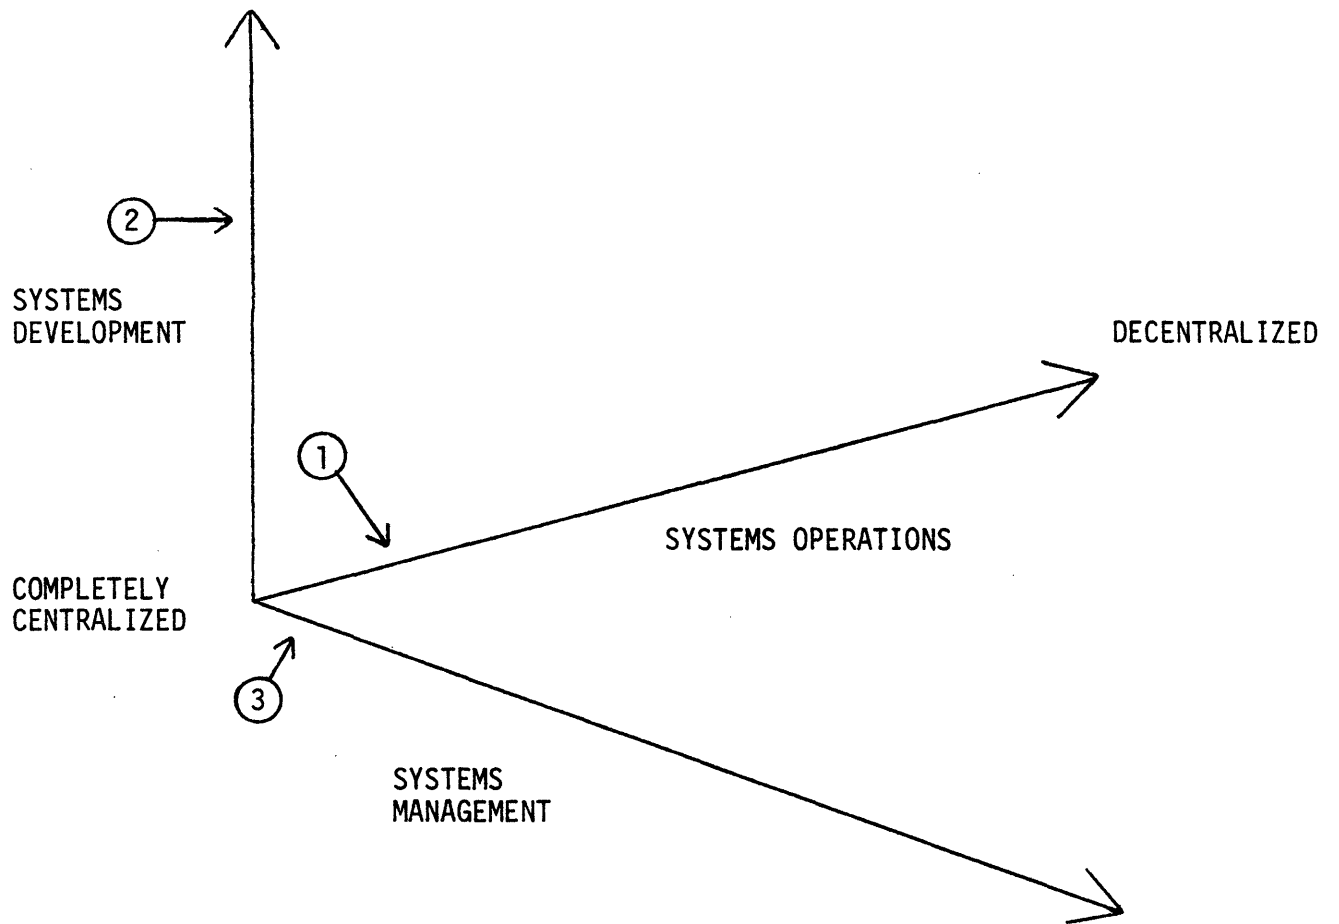 2
SYSTEMS
DEVELOPMENT
DECENTRALIZED
1
SYSTEMS OPERATIONS
COMPLETELY
CENTRALIZED
3
SYSTEMS
MANAGEMENT